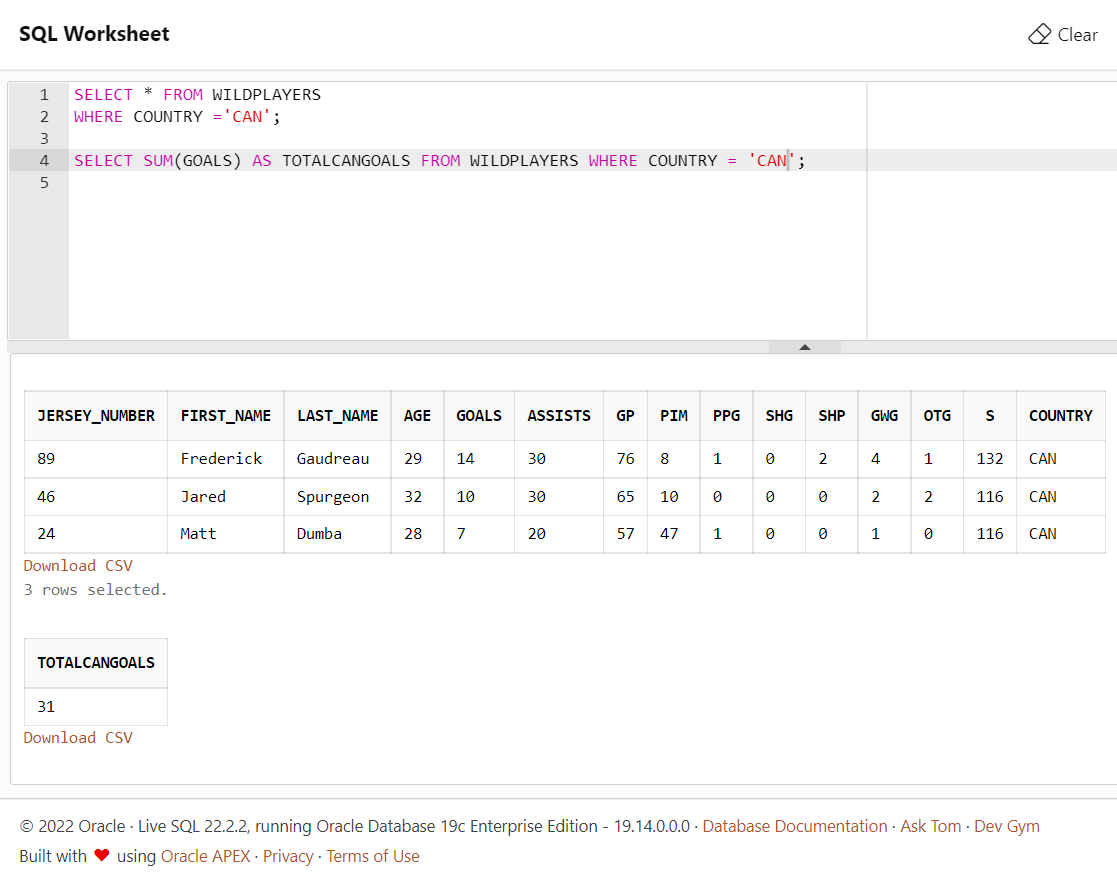 SQL Worksheet
Clear
1 SELECT * FROM WILDPLAYERS
2 WHERE COUNTRY ='CAN';
3
4 SELECT SUM(GOALS) AS TOTALCANGOALS FROM WILDPLAYERS WHERE COUNTRY = 'CAN';
5
JERSEY_NUMBER FIRST_NAME LAST_NAME AGE GOALS ASSISTS GP PIM PPG SHG SHP GWG OTG S COUNTRY
89 Frederick Gaudreau 29 14 30 76 8 1 0 2 4 1 132 CAN
46 Jared Spurgeon 32 10 30 65 10 0 0 0 2 2 116 CAN
24 Matt Dumba 28 7 20 57 47 1 0 0 1 0 116 CAN
Download CSV
3 rows selected.
TOTALCANGOALS
31
Download CSV
© 2022 Oracle · Live SQL 22.2.2, running Oracle Database 19c Enterprise Edition - 19.14.0.0.0 · Database Documentation · Ask Tom · Dev Gym
Built with ❤ using Oracle APEX · Privacy · Terms of Use